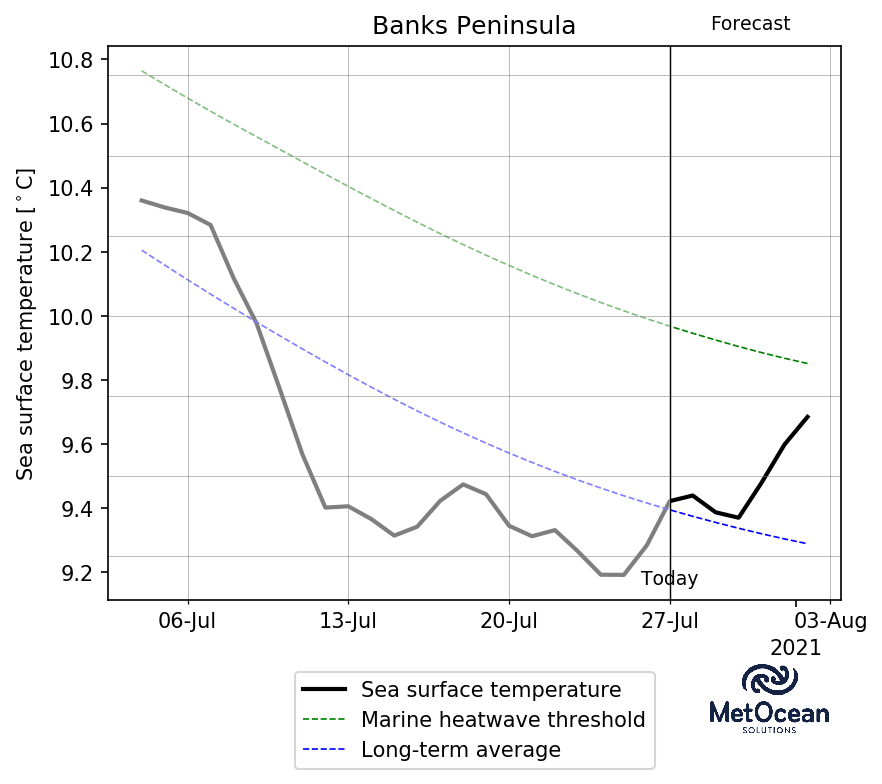 Banks Peninsula
Forecast
Sea surface temperature [°C]
10.8
10.6
10.4
10.2
10.0
9.8
9.6
9.4
9.2
Today
06-Jul
13-Jul
20-Jul
27-Jul
03-Aug
2021
Sea surface temperature
Marine heatwave threshold
Long-term average
MetOcean
SOLUTIONS